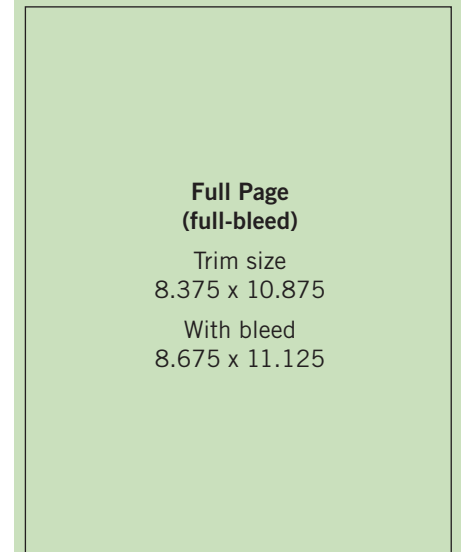 Full Page
(full-bleed)
Trim size
8.375 x 10.875
With bleed
8.675 x 11.125